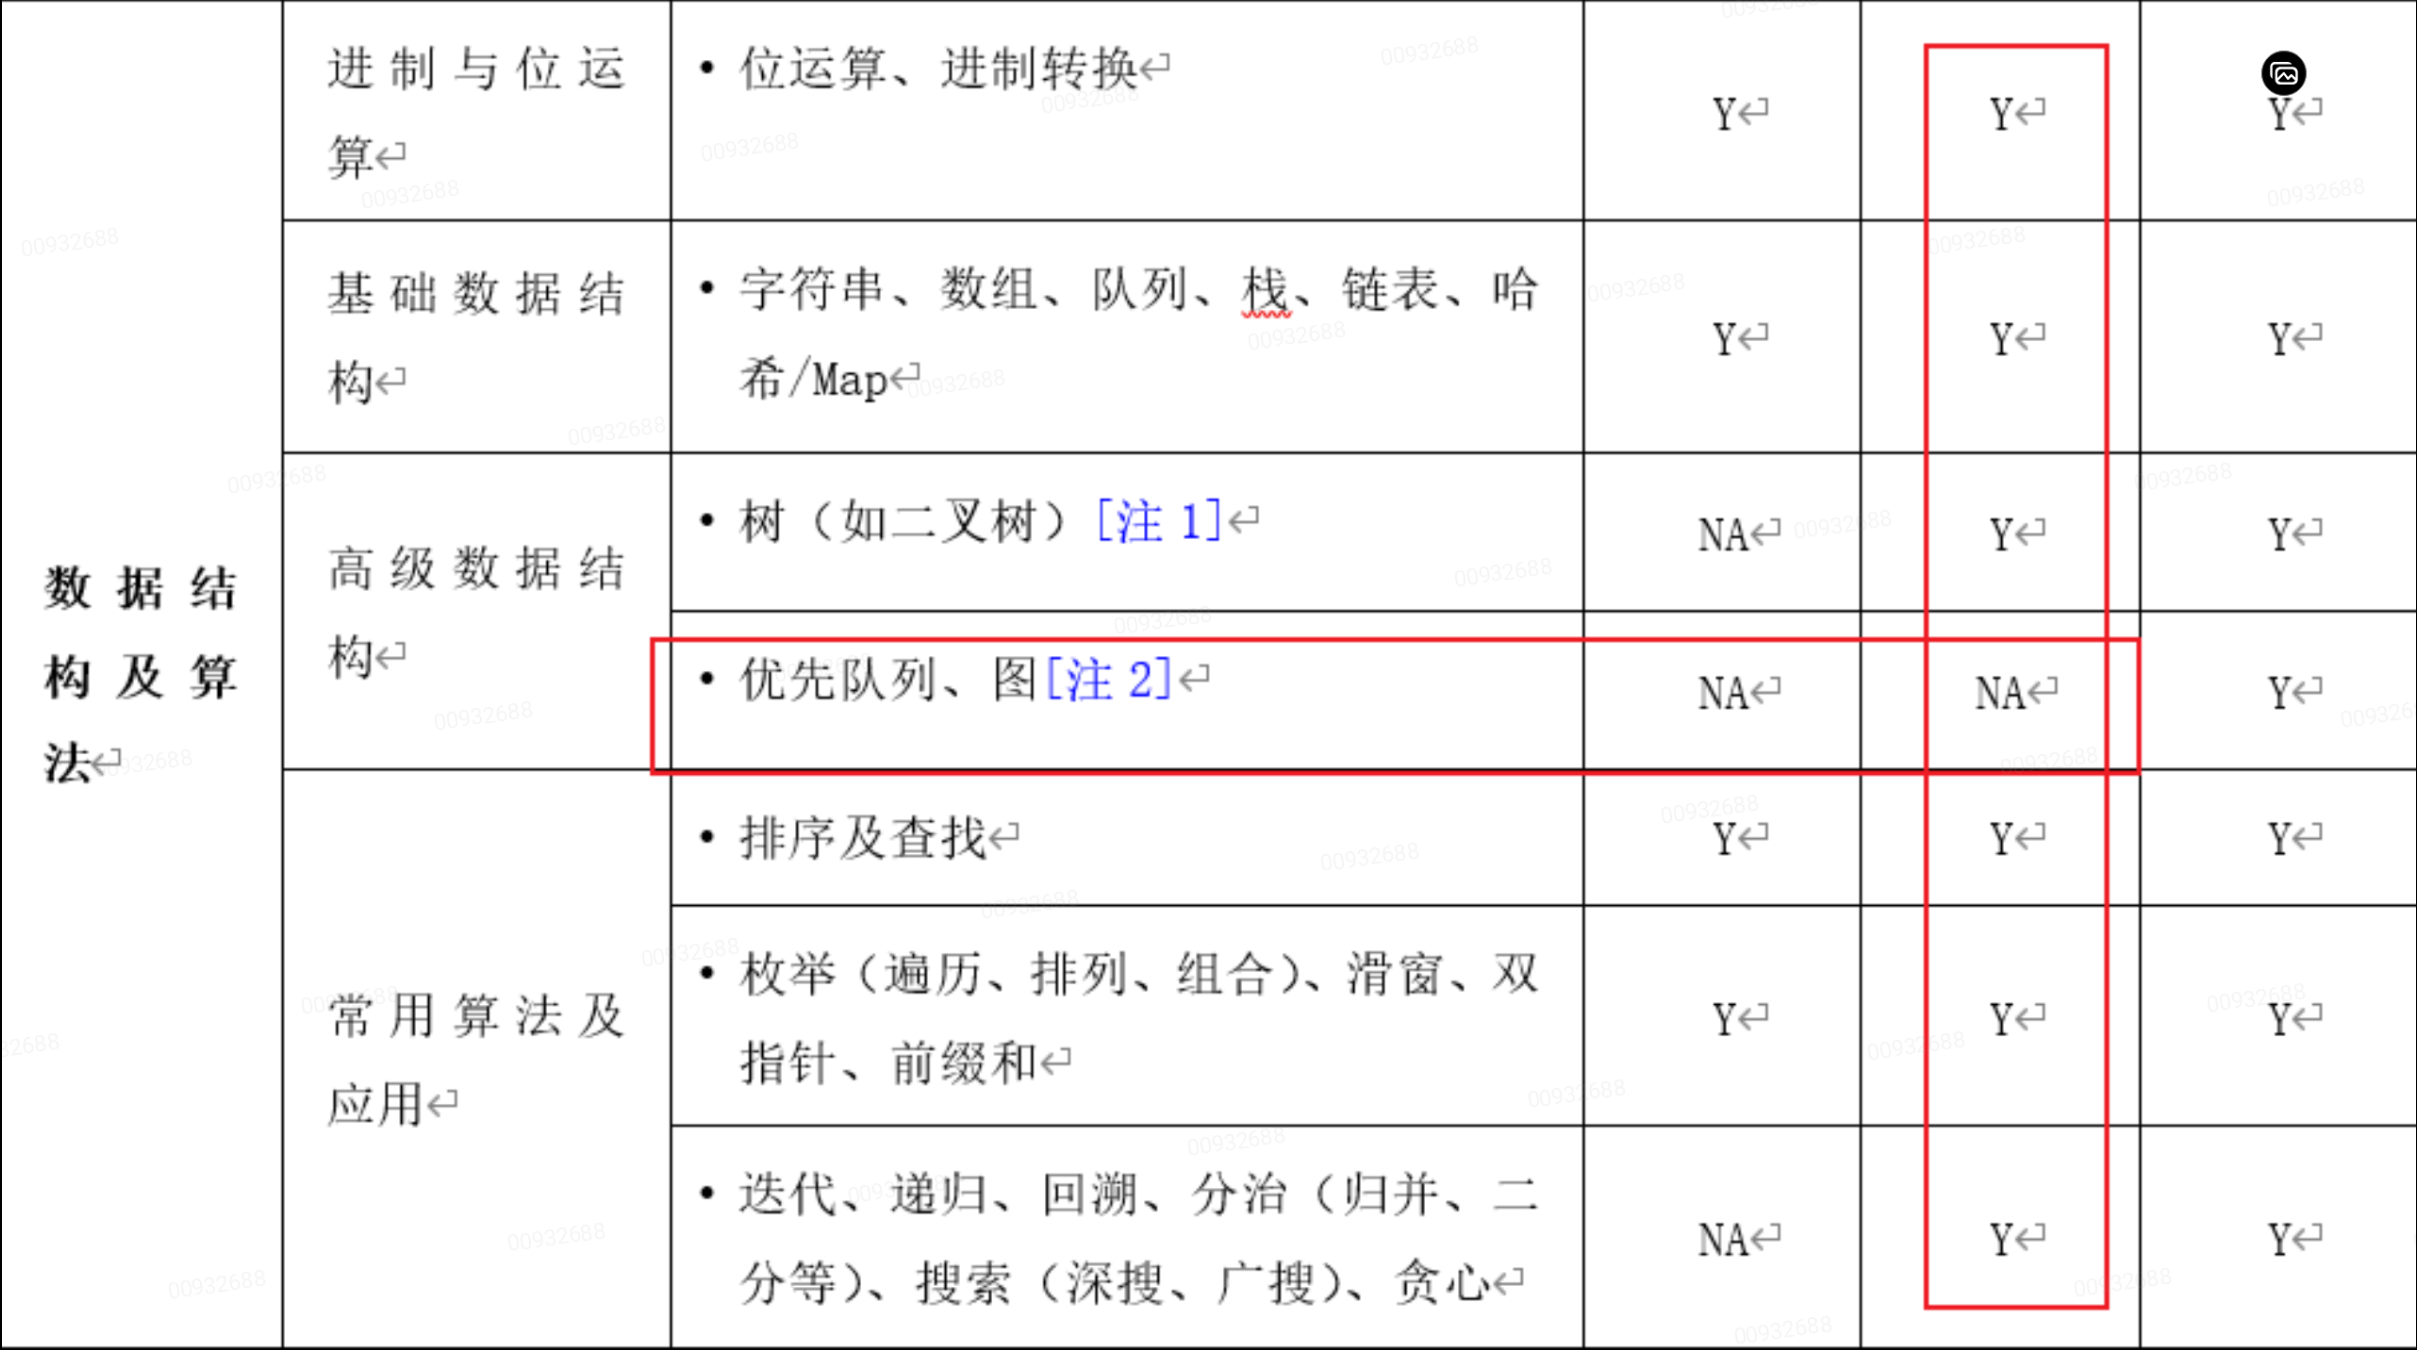 进制与位运
算
• 位运算、进制转换
Y
Y
Y
基础数据结
构
• 字符串、数组、队列、栈、链表、哈
希/Map
Y
Y
Y
数据结
构及算
法
高级数据结
构
• 树（如二叉树）[注 1]
NA
Y
Y
• 优先队列、图[注 2]
NA
NA
Y
常用算法及
应用
• 排序及查找
Y
Y
Y
• 枚举（遍历、排列、组合）、滑窗、双
指针、前缀和
Y
Y
Y
• 迭代、递归、回溯、分治（归并、二
分等）、搜索（深搜、广搜）、贪心
NA
Y
Y
00932688